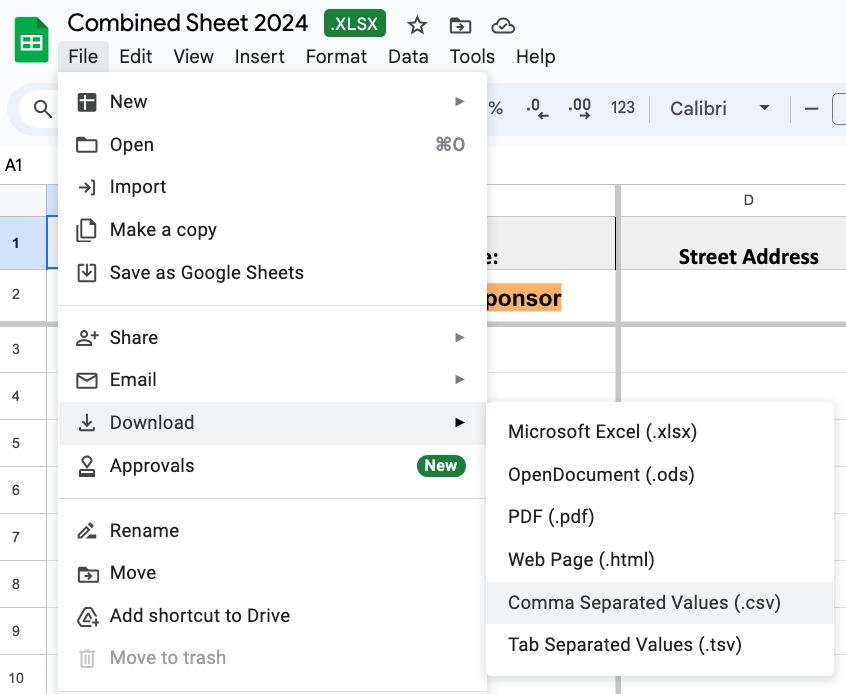 Combined Sheet 2024 .XLSX
File Edit View Insert Format Data Tools Help
% .0 .00 123 Calibri
A1
D
1 Street Address
2
3
4
5
6
7
8
9
10
New
Open ⌘O
Import
Make a copy
Save as Google Sheets
Share
Email
Download
Approvals New
Rename
Move
Add shortcut to Drive
Move to trash
Microsoft Excel (.xlsx)
OpenDocument (.ods)
PDF (.pdf)
Web Page (.html)
Comma Separated Values (.csv)
Tab Separated Values (.tsv)